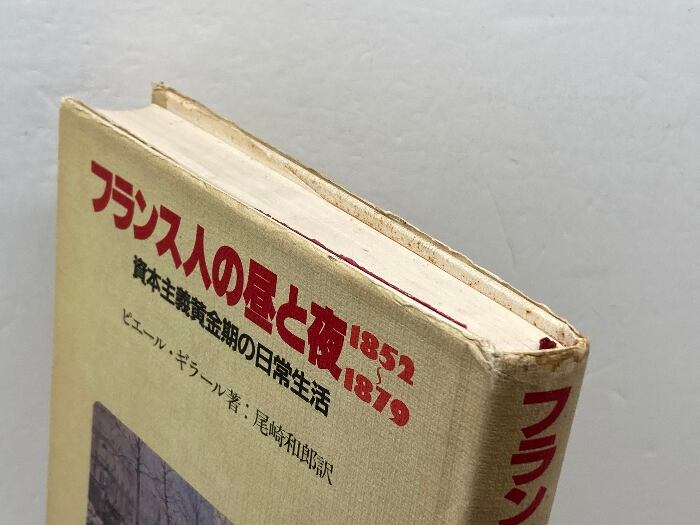 フランス人の昼と夜 1852〜1879
資本主義黄金期の日常生活
ピエール・ギラール著:尾崎和郎訳
フラン